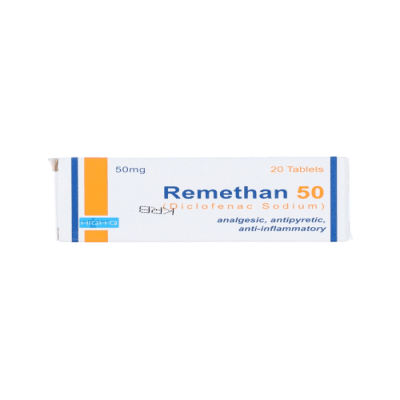 50mg
20 Tablets
Remethan 50
(Diclofenac Sodium)
analgesic, antipyretic,
anti-inflammatory